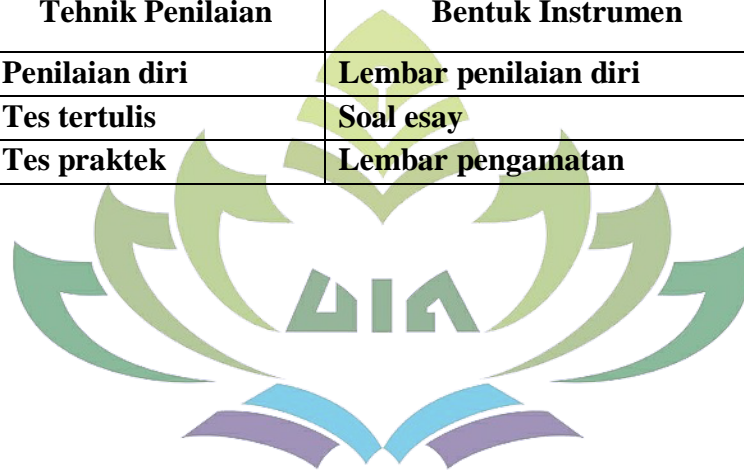 Tehnik Penilaian Bentuk Instrumen
Penilaian diri Lembar penilaian diri
Tes tertulis Soal esay
Tes praktek Lembar pengamatan